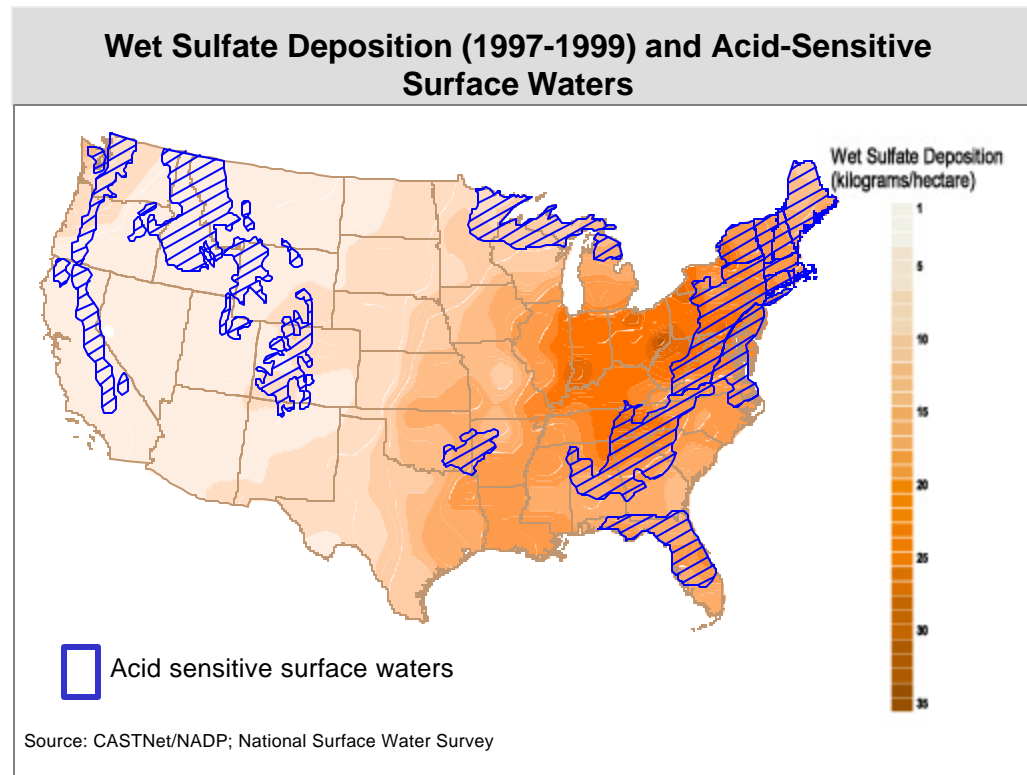 Wet Sulfate Deposition (1997-1999) and Acid-Sensitive
Surface Waters
Wet Sulfate Deposition
(kilograms/hectare)
1
5
10
15
20
25
30
35
Acid sensitive surface waters
Source: CASTNet/NADP; National Surface Water Survey